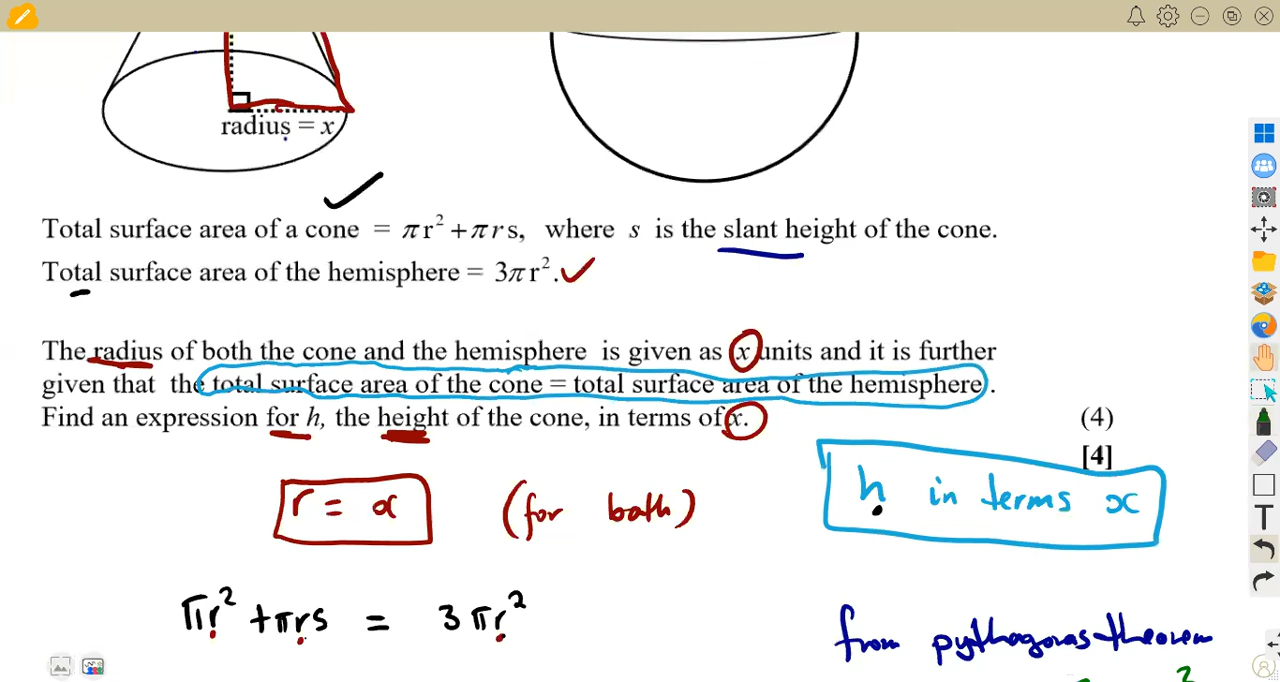 radius = x
Total surface area of a cone = πr² + πrs, where s is the slant height of the cone.
Total surface area of the hemisphere = 3πr².
The radius of both the cone and the hemisphere is given as x units and it is further
given that the total surface area of the cone = total surface area of the hemisphere.
Find an expression for h, the height of the cone, in terms of x. (4)
[4]
r = x (for both)
h in terms x
πr² + πrs = 3πr²
from pythagoras theorem